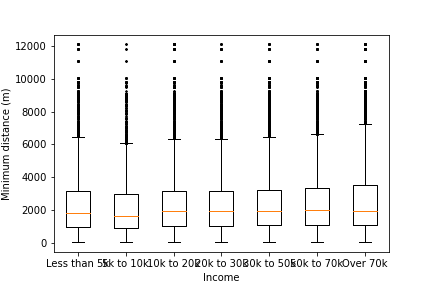 12000
10000
8000
6000
4000
2000
0
Minimum distance (m)
Less than 5k 5k to 10k 10k to 20k 20k to 30k 30k to 50k 50k to 70k Over 70k
Income